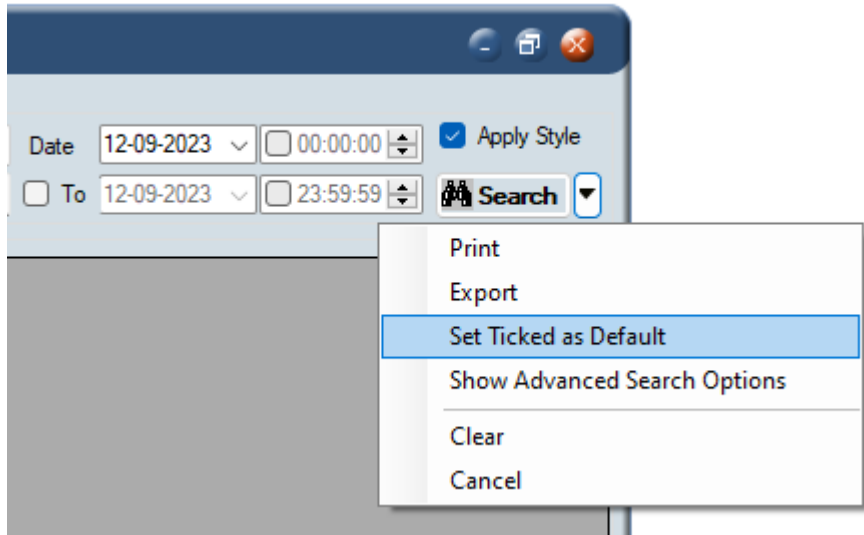 Date 12-09-2023 00:00:00 Apply Style
To 12-09-2023 23:59:59 Search
Print
Export
Set Ticked as Default
Show Advanced Search Options
Clear
Cancel